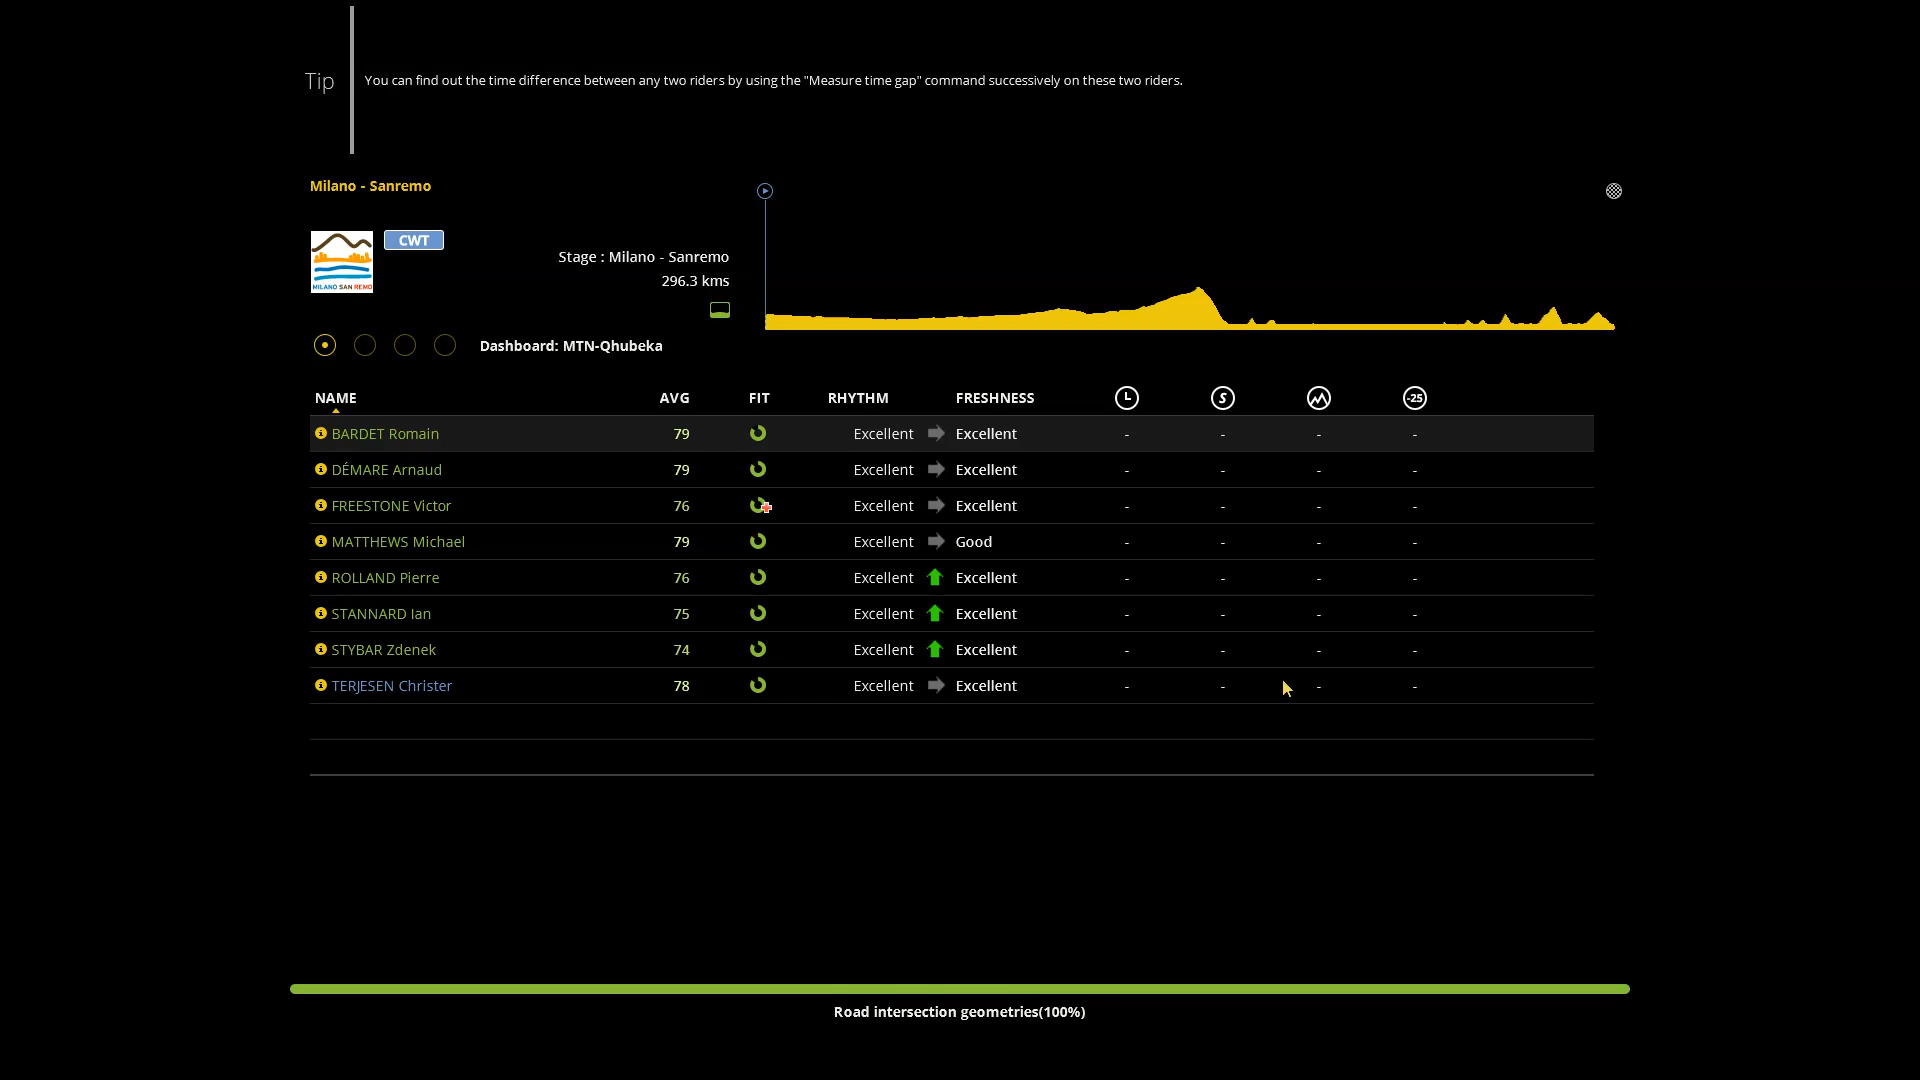 Tip
You can find out the time difference between any two riders by using the "Measure time gap" command successively on these two riders.
Milano - Sanremo
CWT
MILANO SAN REMO
Stage : Milano - Sanremo
296.3 kms
Dashboard: MTN-Qhubeka
NAME AVG FIT RHYTHM FRESHNESS S -25
BARDET Romain 79 Excellent Excellent - - - -
DÉMARE Arnaud 79 Excellent Excellent - - - -
FREESTONE Victor 76 Excellent Excellent - - - -
MATTHEWS Michael 79 Excellent Good - - - -
ROLLAND Pierre 76 Excellent Excellent - - - -
STANNARD Ian 75 Excellent Excellent - - - -
STYBAR Zdenek 74 Excellent Excellent - - - -
TERJESEN Christer 78 Excellent Excellent - - - -
Road intersection geometries(100%)